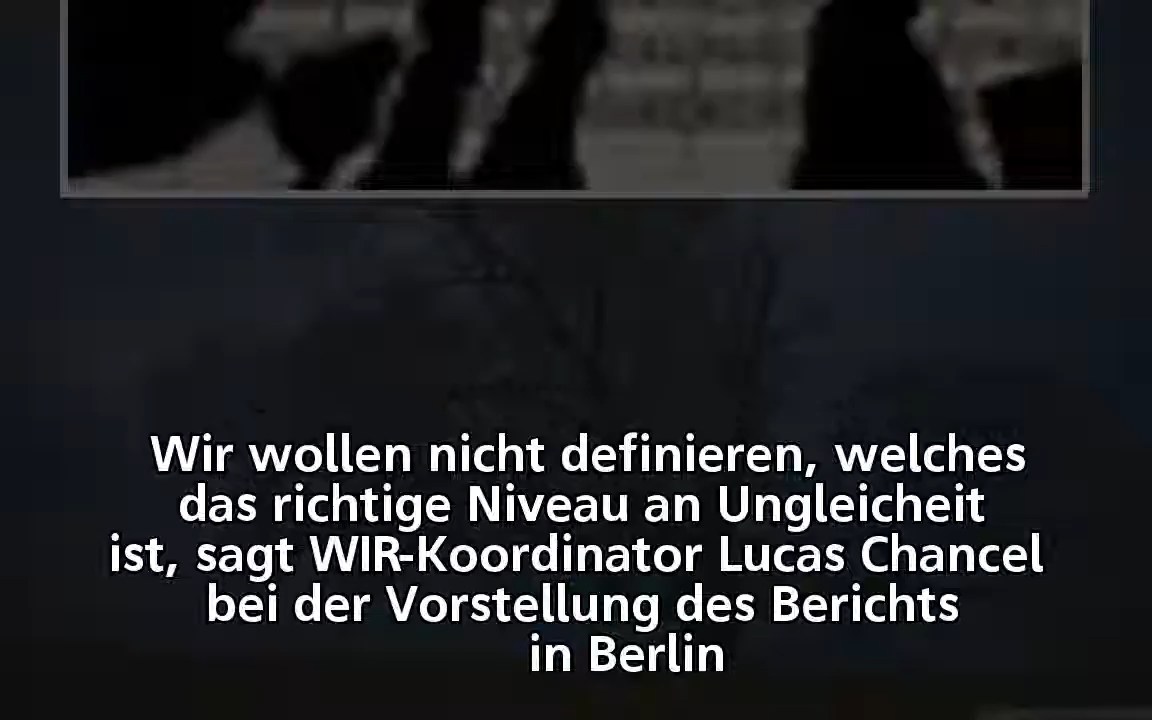 Wir wollen nicht definieren, welches
das richtige Niveau an Ungleicheit
ist, sagt WIR-Koordinator Lucas Chancel
bei der Vorstellung des Berichts
in Berlin